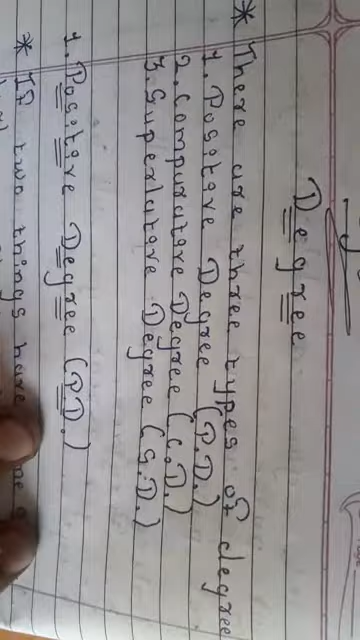 Degree
* There are three types of degree
1. Positive Degree (P.D.)
2. Comparative Degree (C.D.)
3. Superlative Degree (S.D.)
1. Positive Degree (P.D.)
* If two things have